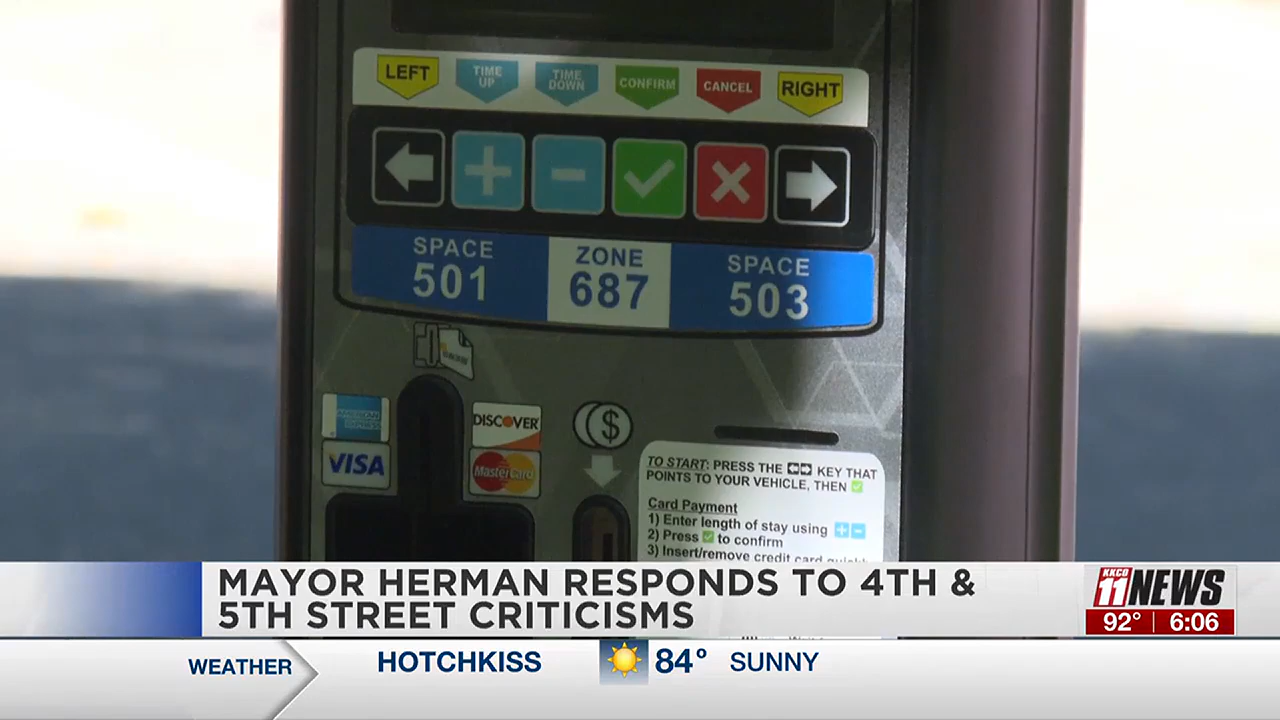 LEFT
TIME UP
TIME DOWN
CONFIRM
CANCEL
RIGHT
SPACE 501
ZONE 687
SPACE 503
AMERICAN EXPRESS
DISCOVER
VISA
MasterCard
$
TO START: PRESS THE KEY THAT
POINTS TO YOUR VEHICLE, THEN
Card Payment
1) Enter length of stay using
2) Press to confirm
3) Insert/remove credit card
MAYOR HERMAN RESPONDS TO 4TH &
5TH STREET CRITICISMS
KKCO 11 NEWS
92° 6:06
WEATHER HOTCHKISS 84° SUNNY